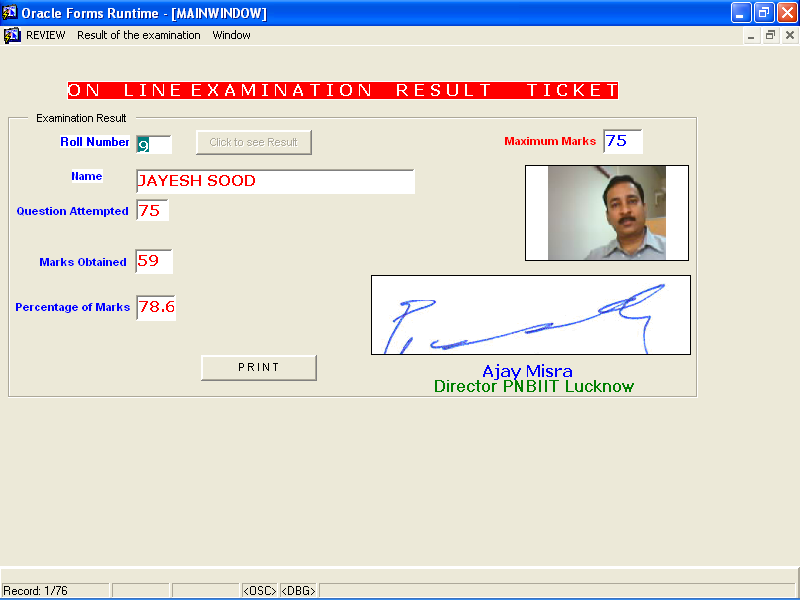 Oracle Forms Runtime - [MAINWINDOW]
REVIEW Result of the examination Window
ON LINE EXAMINATION RESULT TICKET
Examination Result
Roll Number 9 Click to see Result Maximum Marks 75
Name JAYESH SOOD
Question Attempted 75
Marks Obtained 59
Percentage of Marks 78.6
PRINT
Ajay Misra
Director PNBIIT Lucknow
Record: 1/76 <OSC> <DBG>